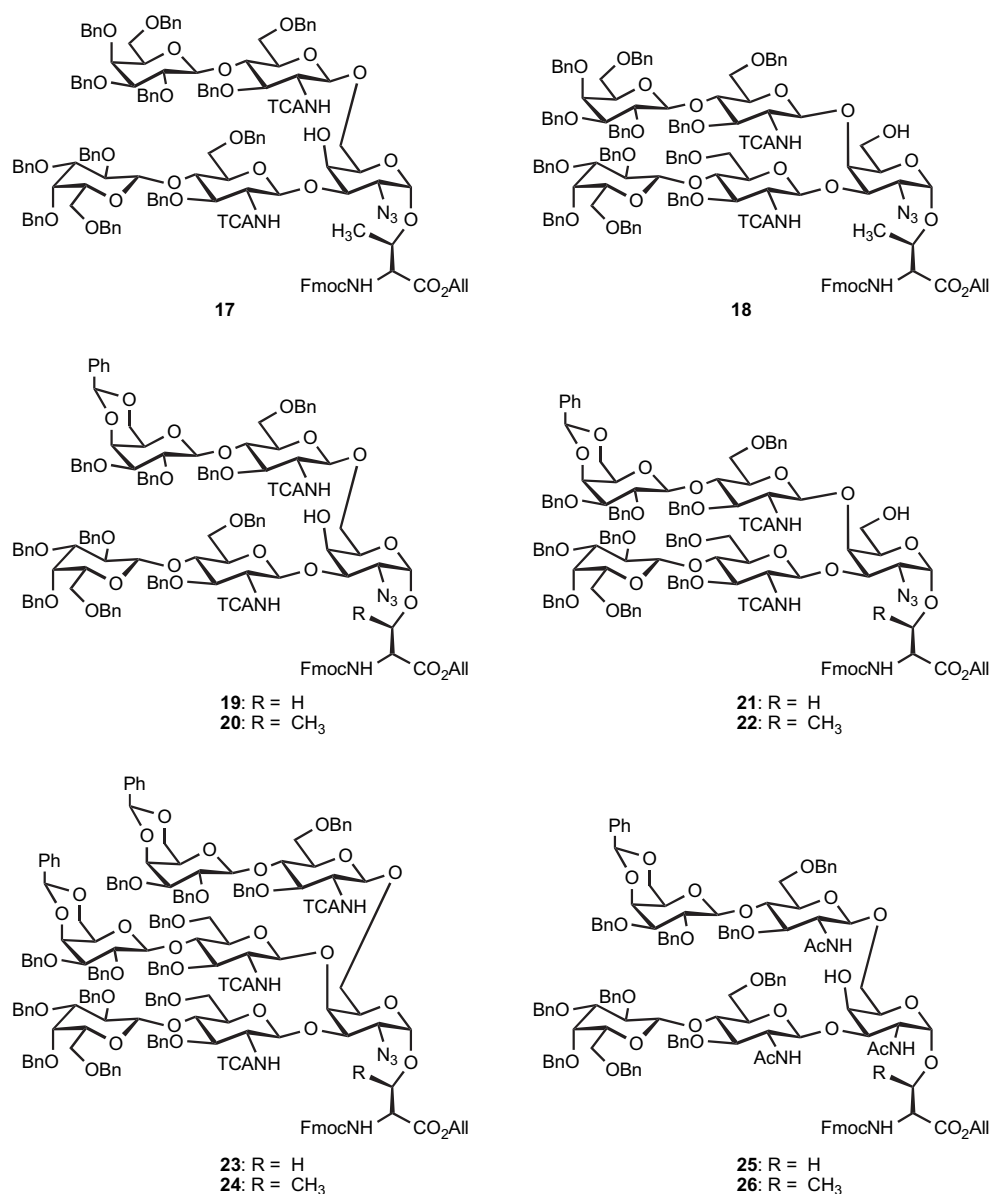 OBn
BnO
OBn
O
O
O
O
BnO
BnO
BnO
TCANH
O
HO
OBn
BnO
BnO
O
O
O
O
O
BnO
N3
BnO
TCANH
OBn
H3C
O
FmocNH
CO2All
17
OBn
BnO
OBn
O
O
O
O
BnO
BnO
BnO
TCANH
OH
BnO
BnO
BnO
O
O
O
O
O
BnO
N3
BnO
TCANH
OBn
H3C
O
FmocNH
CO2All
18
Ph
O
O
OBn
O
O
O
O
BnO
BnO
BnO
TCANH
HO
OBn
BnO
BnO
O
O
O
O
O
BnO
N3
BnO
TCANH
OBn
R
O
FmocNH
CO2All
19: R = H
20: R = CH3
Ph
O
O
OBn
O
O
O
O
BnO
BnO
BnO
TCANH
OH
BnO
BnO
BnO
O
O
O
O
O
BnO
N3
BnO
TCANH
OBn
R
O
FmocNH
CO2All
21: R = H
22: R = CH3
Ph
O
O
OBn
O
O
O
O
BnO
BnO
BnO
TCANH
Ph
O
O
BnO
O
O
O
O
BnO
BnO
BnO
TCANH
BnO
BnO
BnO
O
O
O
O
O
BnO
N3
BnO
TCANH
OBn
R
O
FmocNH
CO2All
23: R = H
24: R = CH3
Ph
O
O
OBn
O
O
O
O
BnO
BnO
BnO
AcNH
HO
OBn
BnO
BnO
O
O
O
O
O
BnO
AcNH
BnO
AcNH
OBn
R
O
FmocNH
CO2All
25: R = H
26: R = CH3